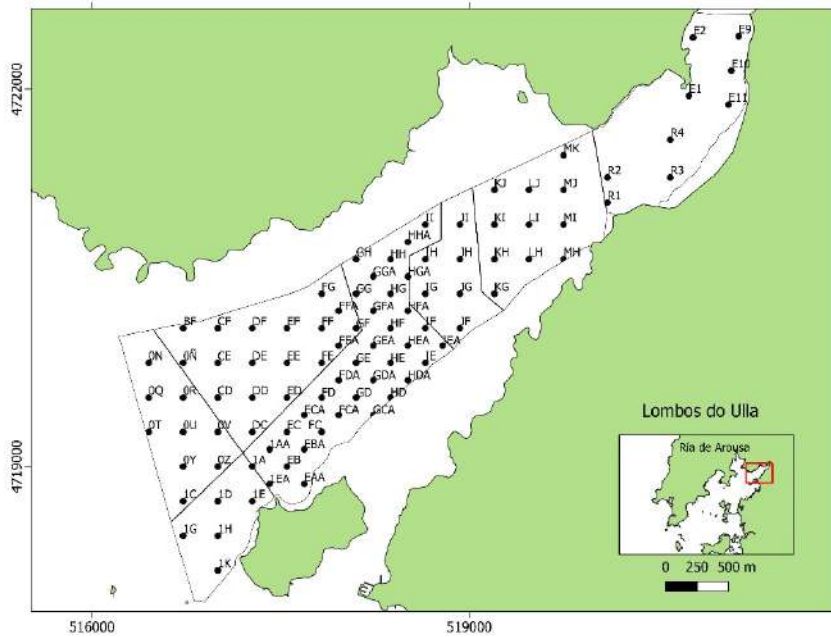 E2 E9
E10
4722000
E1
E11
R4
MK
R2 R3
KJ LJ MJ
R1
II JI KI LI MI
HHA
GH HH IH JH KH LH MH
GGA HGA
FG GG HG IG JG KG
FFA GFA HFA
BF CF DF EF FF GF HF IF JF
FEA GEA HEA IEA
0N 0Ñ CE DE EE FE GE HE IE
FDA GDA HDA
0Q 0R CD DD ED FD GD HD
ECA FCA GCA
0T 0U 0V DC EC FC
Lombos do Ulla
1AA EBA
Ría de Arousa
4719000
0Y 0Z 1A EB
1EA EAA
1C 1D 1E
1G 1H
1K
0 250 500 m
516000 519000